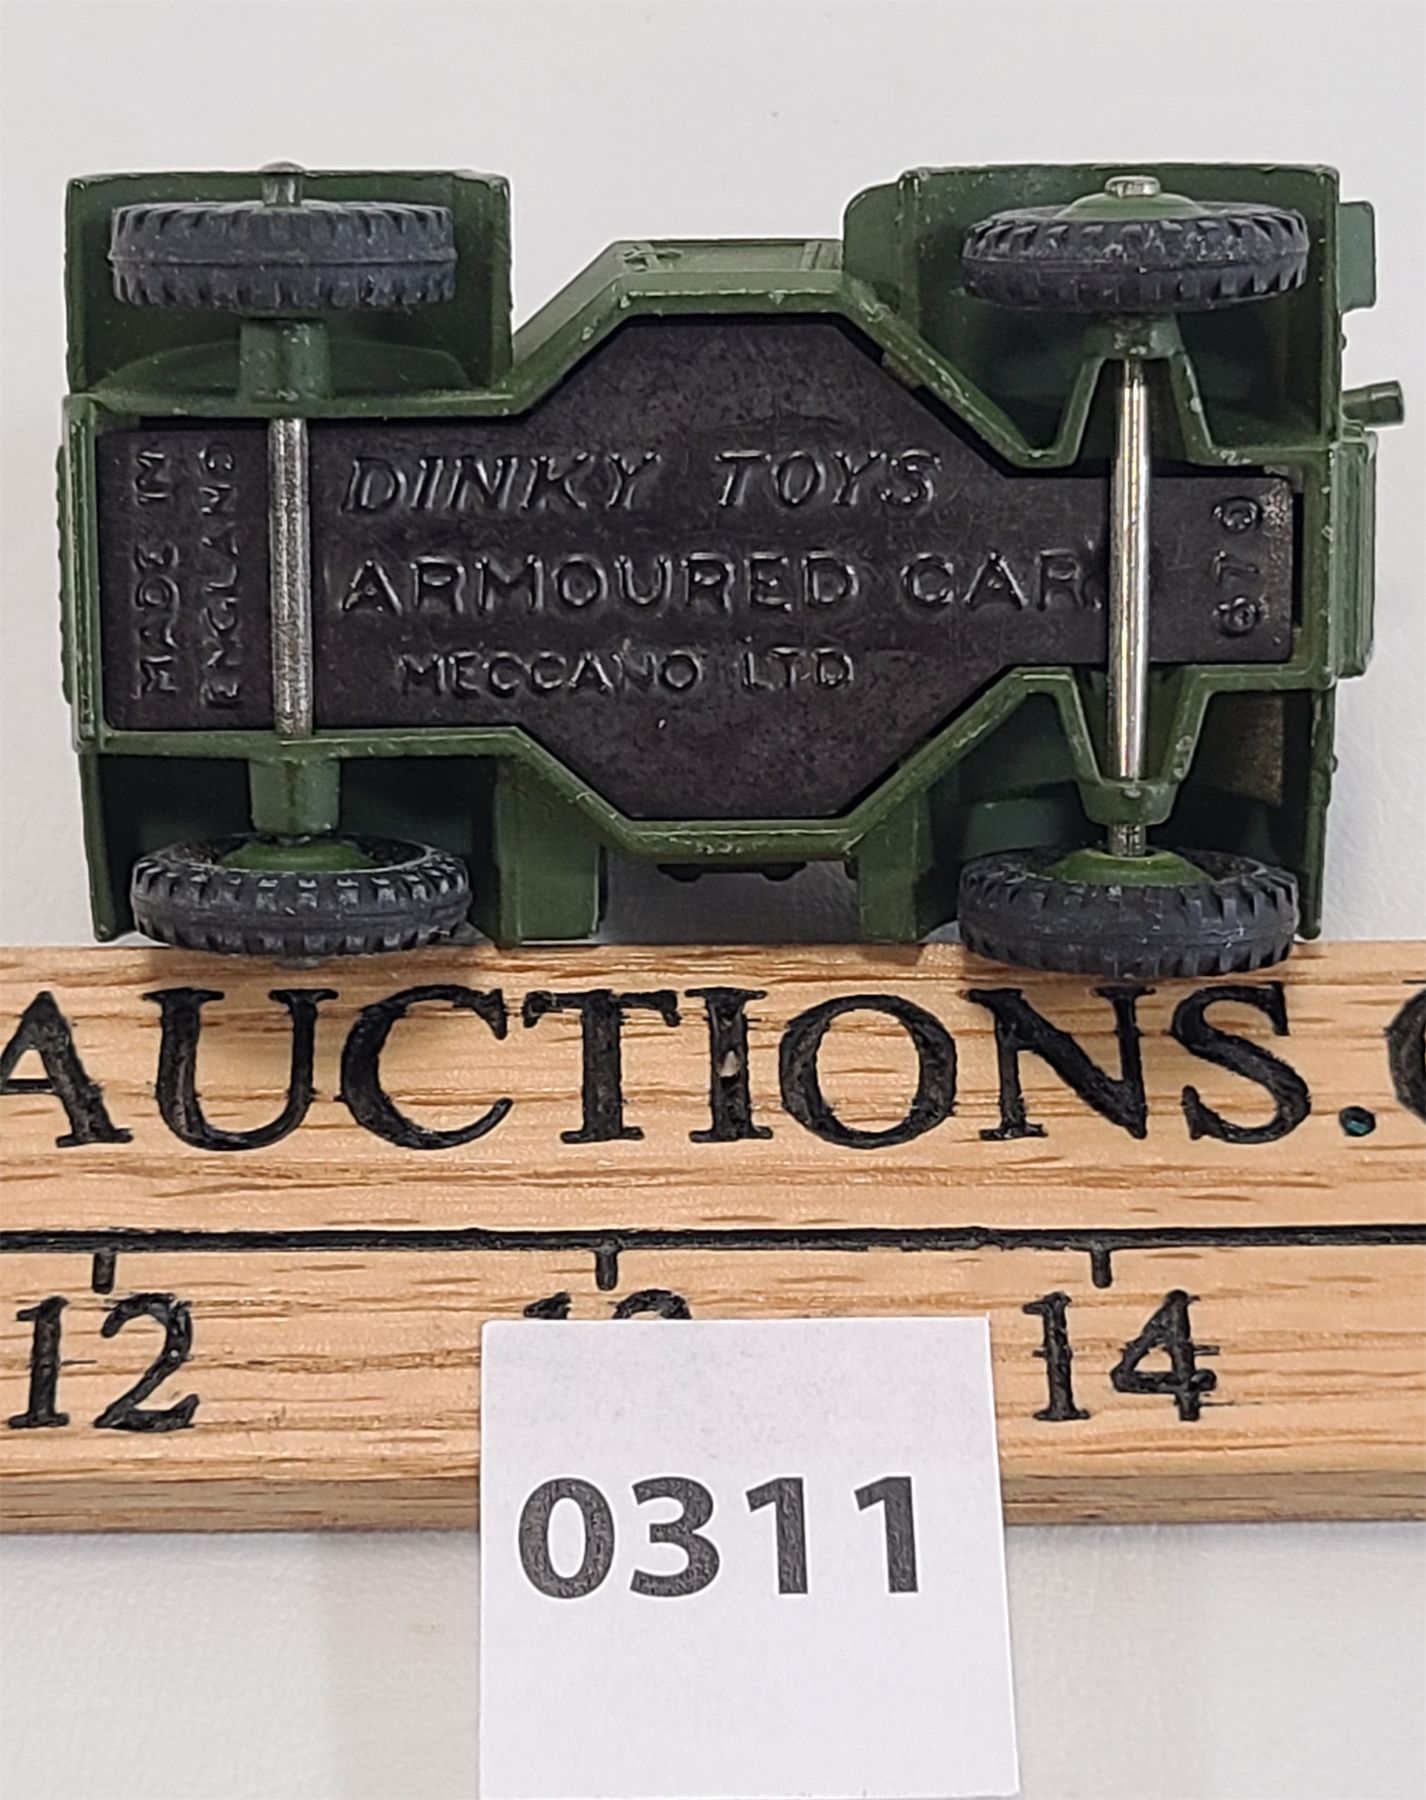 DINKY TOYS
ARMOURED CAR
MECCANO LTD
MADE IN
ENGLAND
670
AUCTIONS.
12
14
0311